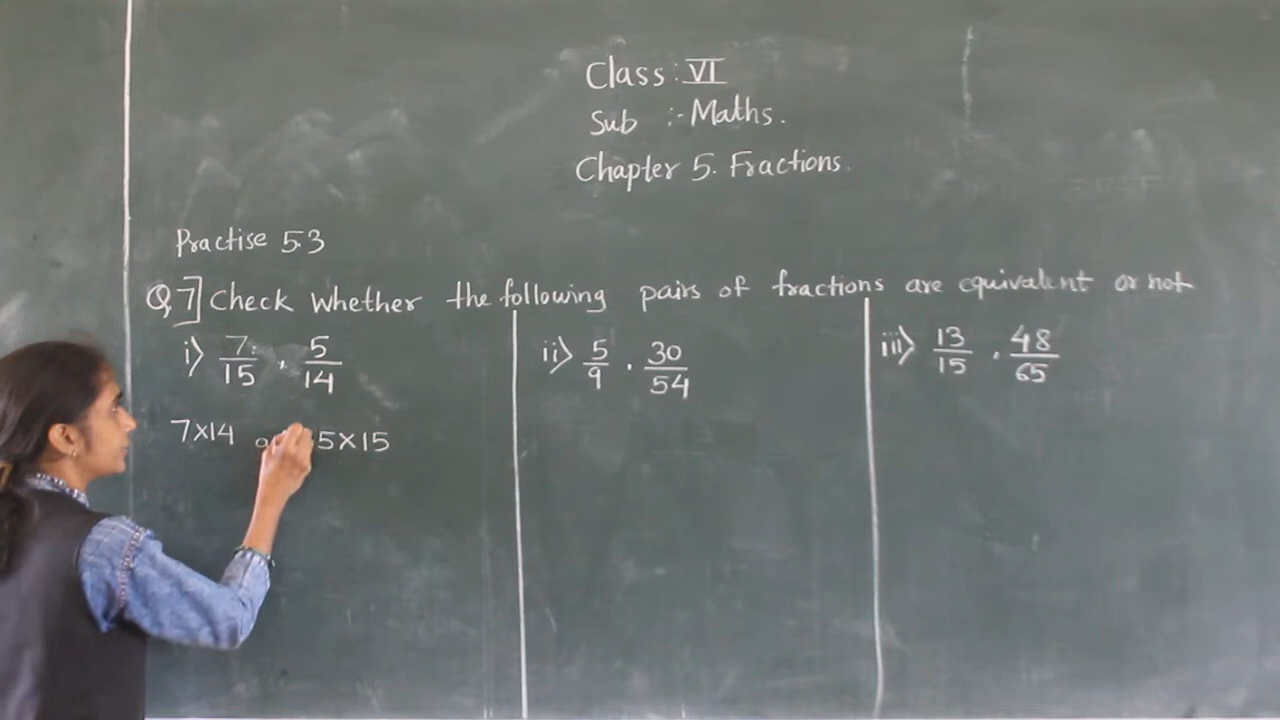 Class : VI
Sub :- Maths.
Chapter 5. Fractions.
Practise 5.3
Q.7] Check whether the following pairs of fractions are equivalent or not
i) 7/15 , 5/14
ii) 5/9 , 30/54
iii) 13/15 , 48/65
7×14 5×15